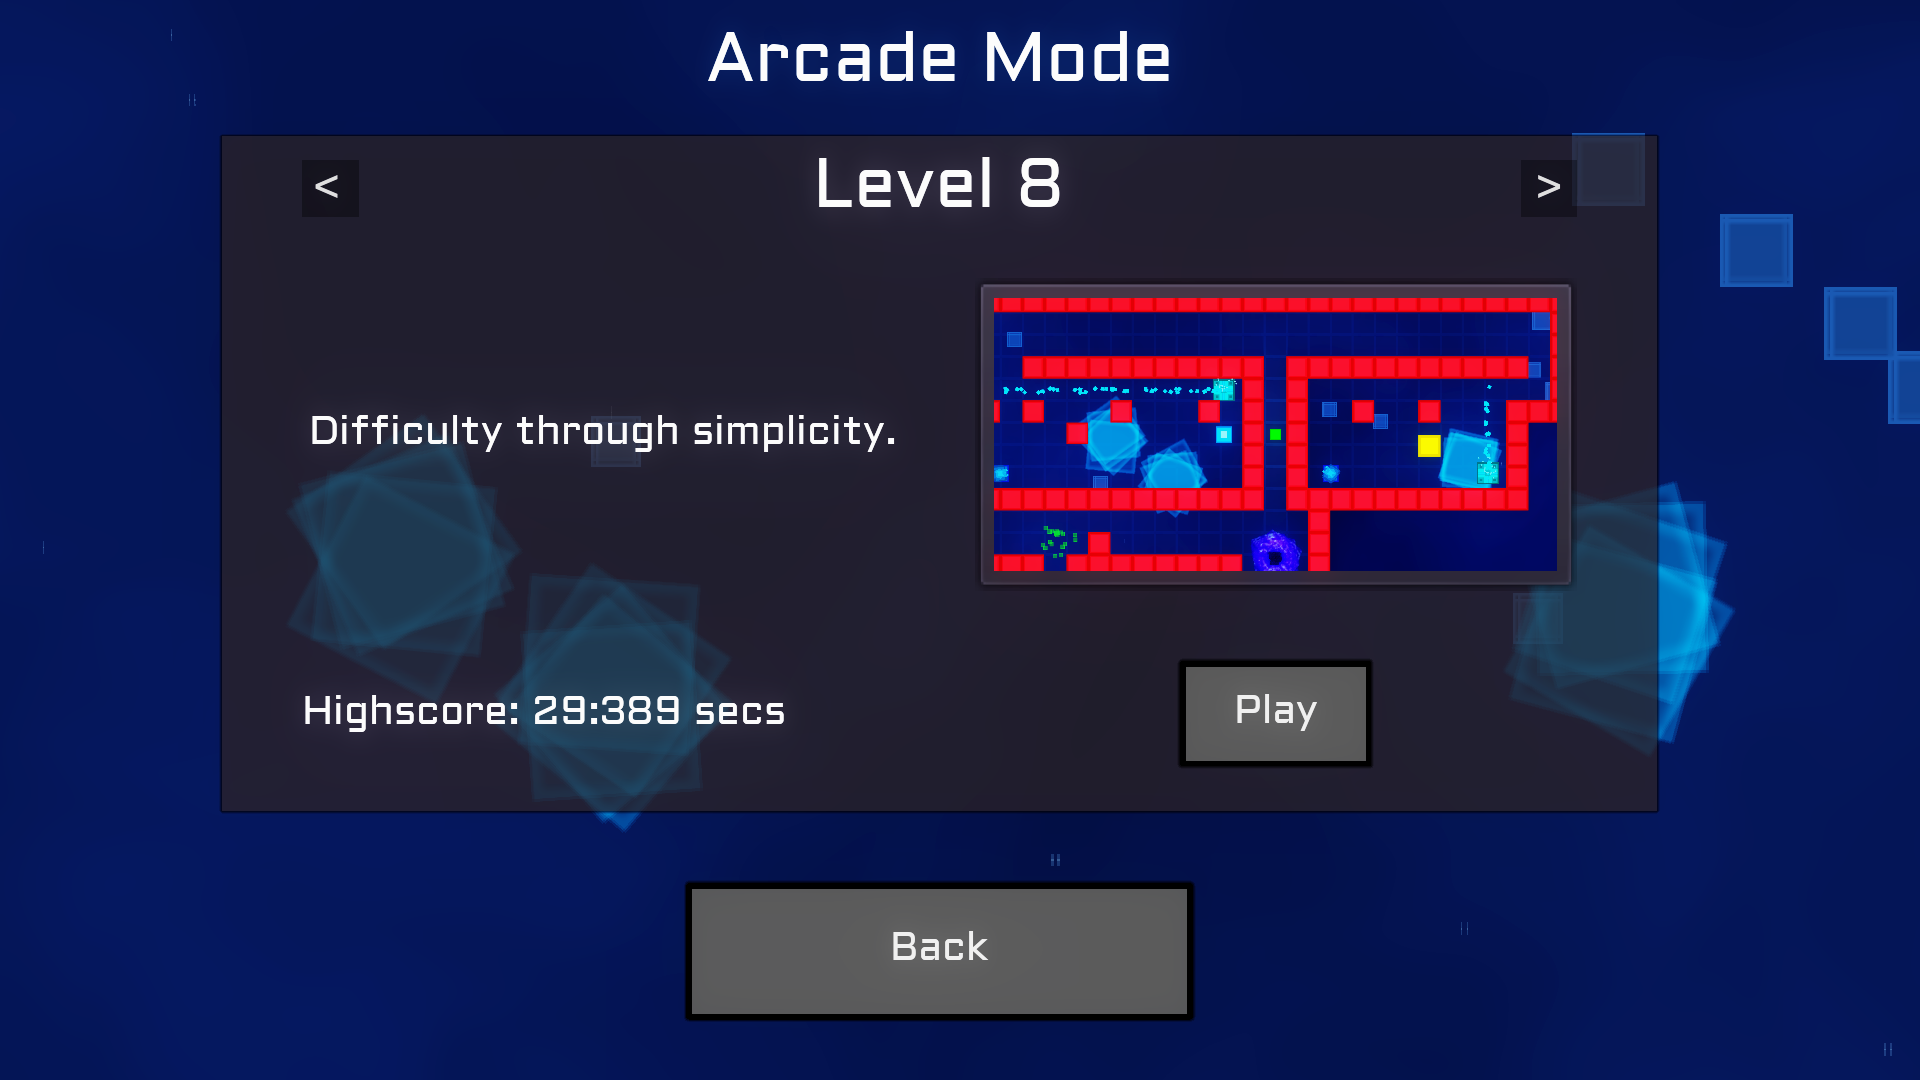 Arcade Mode
< Level 8 >
Difficulty through simplicity.
Highscore: 29:389 secs
Play
Back